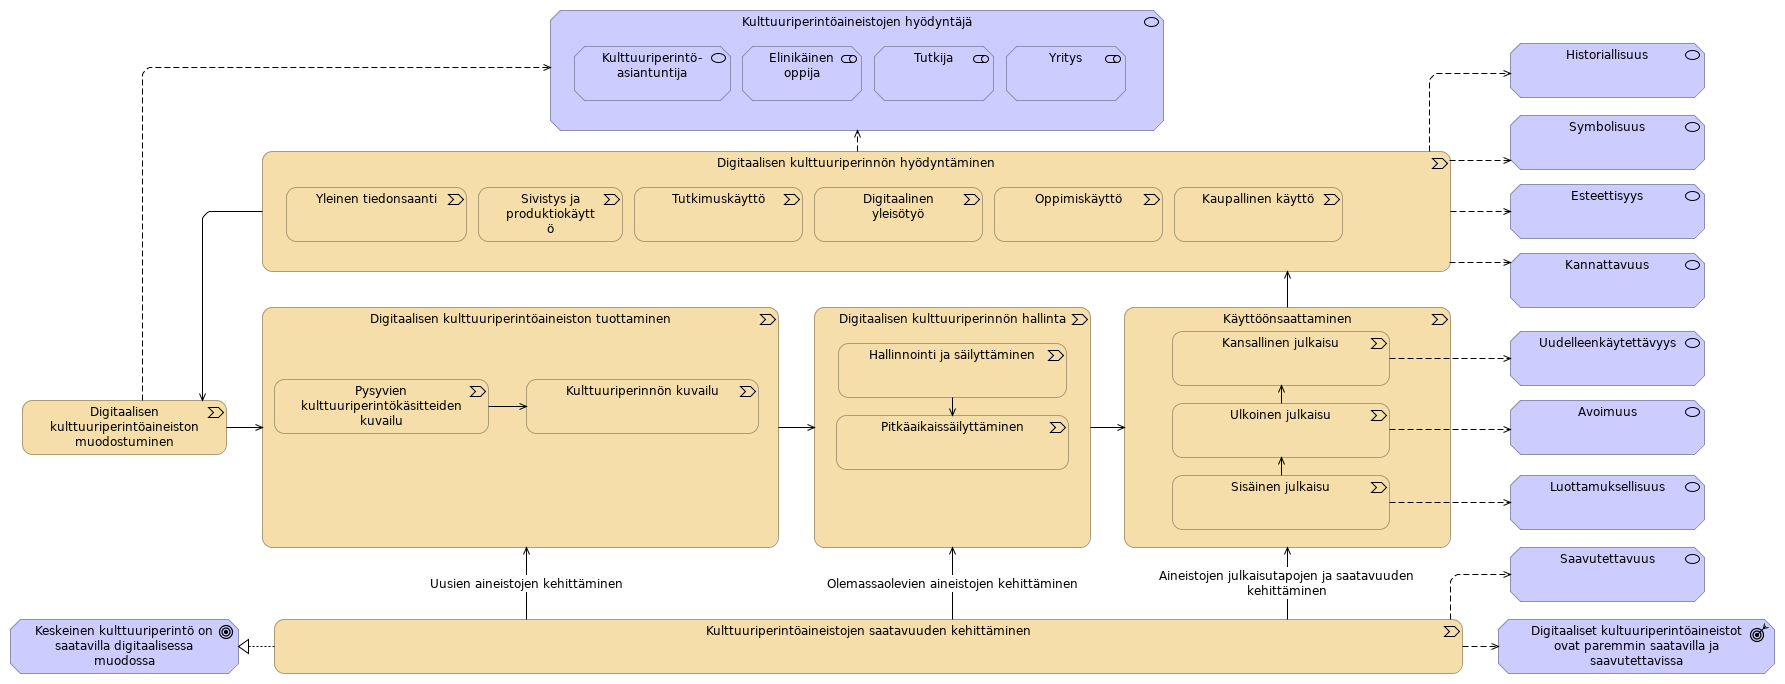 Kulttuuriperintöaineistojen hyödyntäjä
Kulttuuriperintö-
asiantuntija
Elinikäinen
oppija
Tutkija
Yritys
Digitaalisen kulttuuriperinnön hyödyntäminen
Yleinen tiedonsaanti
Sivistys ja
produktiokäytt
ö
Tutkimuskäyttö
Digitaalinen
yleisötyö
Oppimiskäyttö
Kaupallinen käyttö
Historiallisuus
Symbolisuus
Esteettisyys
Kannattavuus
Digitaalisen
kulttuuriperintöaineiston
muodostuminen
Digitaalisen kulttuuriperintöaineiston tuottaminen
Pysyvien
kulttuuriperintökäsitteiden
kuvailu
Kulttuuriperinnön kuvailu
Digitaalisen kulttuuriperinnön hallinta
Hallinnointi ja säilyttäminen
Pitkäaikaissäilyttäminen
Käyttöönsaattaminen
Kansallinen julkaisu
Ulkoinen julkaisu
Sisäinen julkaisu
Uudelleenkäytettävyys
Avoimuus
Luottamuksellisuus
Saavutettavuus
Uusien aineistojen kehittäminen
Olemassaolevien aineistojen kehittäminen
Aineistojen julkaisutapojen ja saatavuuden
kehittäminen
Keskeinen kulttuuriperintö on
saatavilla digitaalisessa
muodossa
Kulttuuriperintöaineistojen saatavuuden kehittäminen
Digitaaliset kultuuriperintöaineistot
ovat paremmin saatavilla ja
saavutettavissa